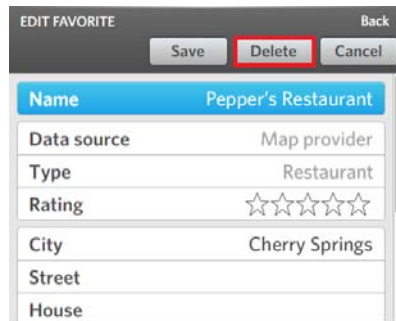 EDIT FAVORITE Back
Save Delete Cancel
Name Pepper's Restaurant
Data source Map provider
Type Restaurant
Rating
City Cherry Springs
Street
House